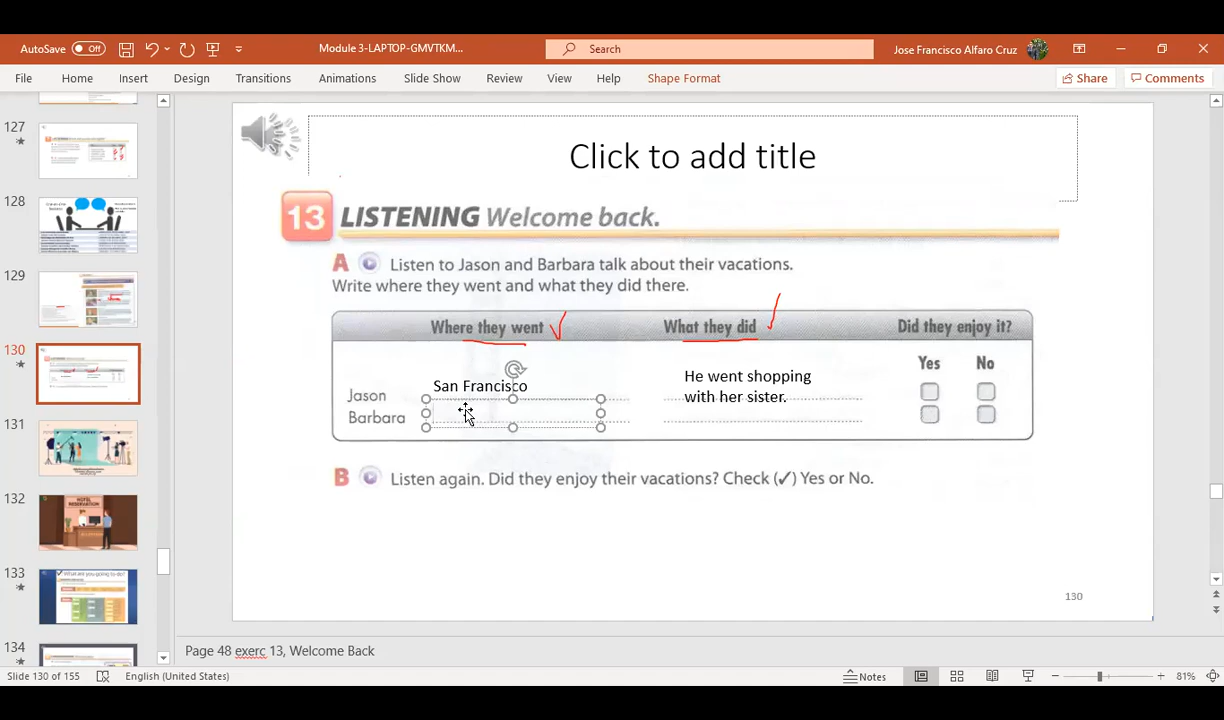 AutoSave Off
Module 3-LAPTOP-GMVTKM...
Search
Jose Francisco Alfaro Cruz
File Home Insert Design Transitions Animations Slide Show Review View Help Shape Format
Share Comments
127
128
129
130
131
132
133
134
Click to add title
13 LISTENING Welcome back.
A Listen to Jason and Barbara talk about their vacations.
Write where they went and what they did there.
Where they went What they did Did they enjoy it?
Yes No
San Francisco
He went shopping
with her sister.
Jason
Barbara
B Listen again. Did they enjoy their vacations? Check (✓) Yes or No.
130
Page 48 exerc 13, Welcome Back
Slide 130 of 155 English (United States) Notes 81%